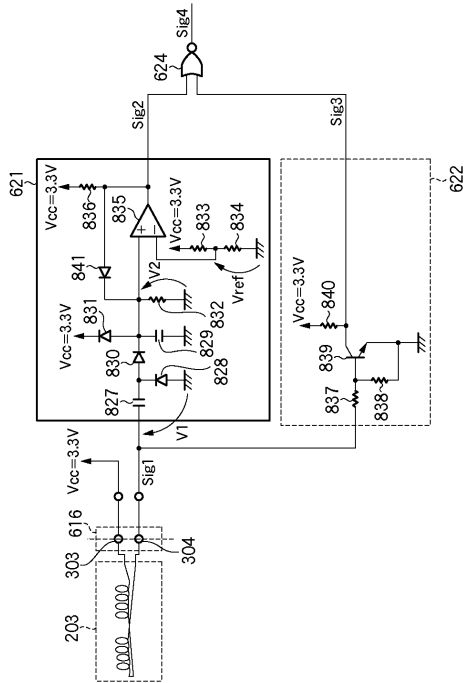 Sig4
624
Sig2
Sig3
621
Vcc=3.3V
836
835
+
−
Vcc=3.3V
833
834
841
V2
Vref
Vcc=3.3V
831
832
830
829
828
827
V1
622
Vcc=3.3V
840
839
837
838
Vcc=3.3V
Sig1
616
303
304
203